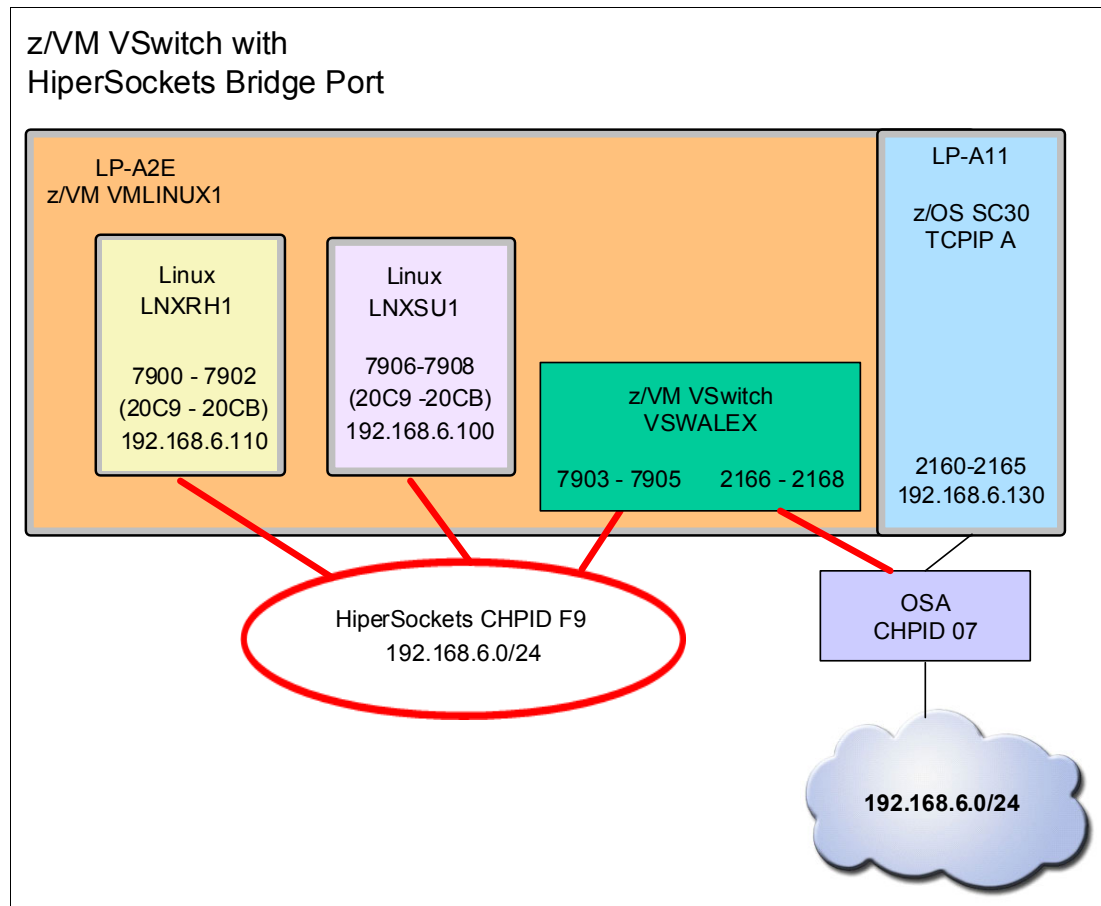 z/VM VSwitch with
HiperSockets Bridge Port
LP-A2E
z/VM VMLINUX1
Linux
LNXRH1
7900 - 7902
(20C9 - 20CB)
192.168.6.110
Linux
LNXSU1
7906-7908
(20C9 -20CB)
192.168.6.100
z/VM VSwitch
VSWALEX
7903 - 7905 2166 - 2168
LP-A11
z/OS SC30
TCPIP A
2160-2165
192.168.6.130
HiperSockets CHPID F9
192.168.6.0/24
OSA
CHPID 07
192.168.6.0/24